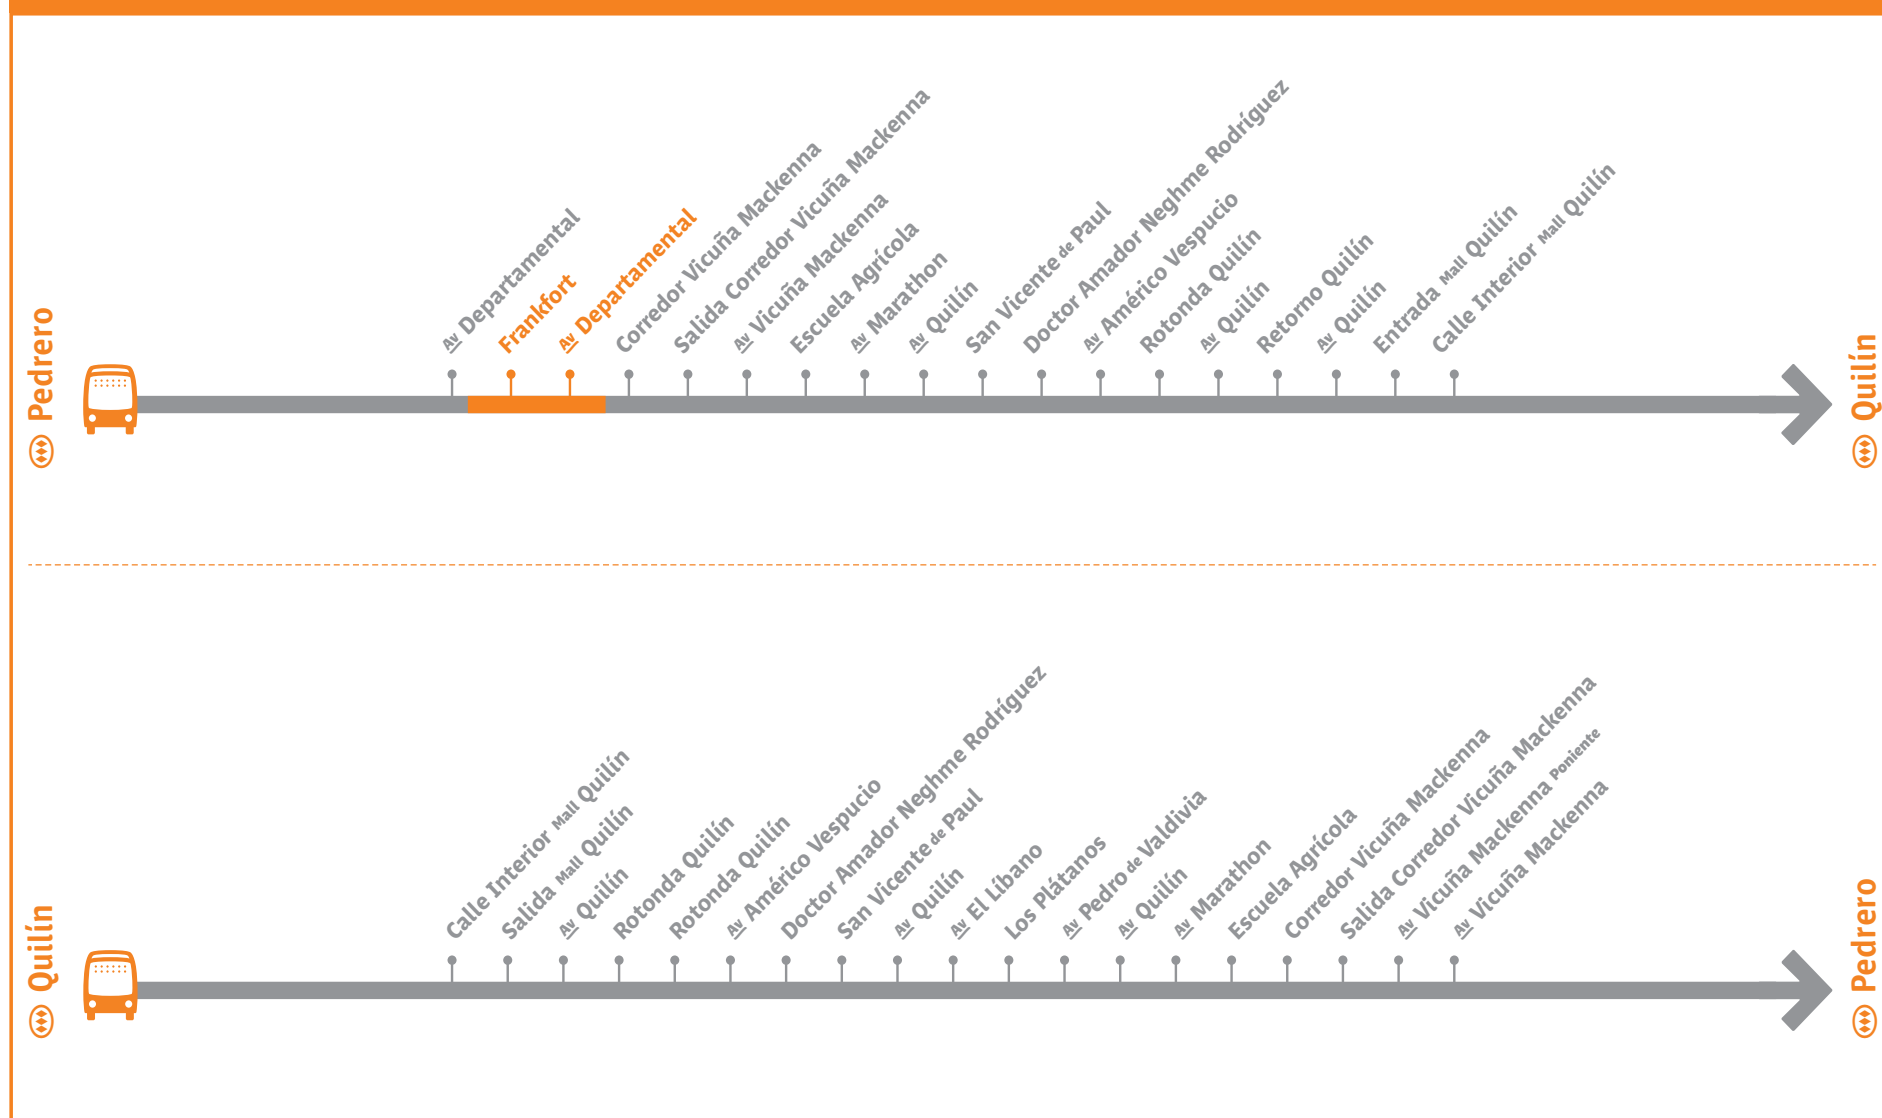 Pedrero
Av Departamental
Frankfort
Av Departamental
Corredor Vicuña Mackenna
Salida Corredor Vicuña Mackenna
Av Vicuña Mackenna
Escuela Agrícola
Av Marathon
Av Quilín
San Vicente de Paul
Doctor Amador Neghme Rodríguez
Av Américo Vespucio
Rotonda Quilín
Av Quilín
Retorno Quilín
Av Quilín
Entrada Mall Quilín
Calle Interior Mall Quilín
Quilín
Quilín
Calle Interior Mall Quilín
Salida Mall Quilín
Av Quilín
Rotonda Quilín
Rotonda Quilín
Av Américo Vespucio
Doctor Amador Neghme Rodríguez
San Vicente de Paul
Av Quilín
Av El Líbano
Los Plátanos
Av Pedro de Valdivia
Av Quilín
Av Marathon
Escuela Agrícola
Corredor Vicuña Mackenna
Salida Corredor Vicuña Mackenna
Av Vicuña Mackenna Poniente
Av Vicuña Mackenna
Pedrero